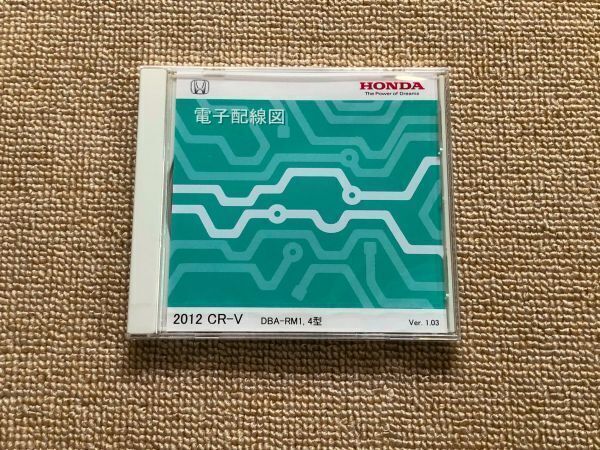 HONDA
The Power of Dreams
電子配線図
2012 CR-V DBA-RM1, 4型 Ver. 1.03